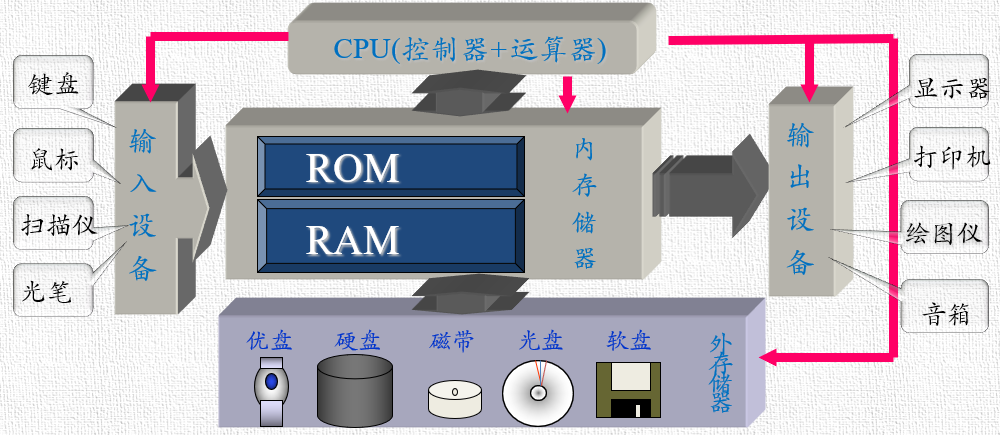 CPU(控制器+运算器)
键盘
鼠标
扫描仪
光笔
输入设备
ROM
RAM
内存储器
输出设备
显示器
打印机
绘图仪
音箱
优盘
硬盘
磁带
光盘
软盘
外存储器